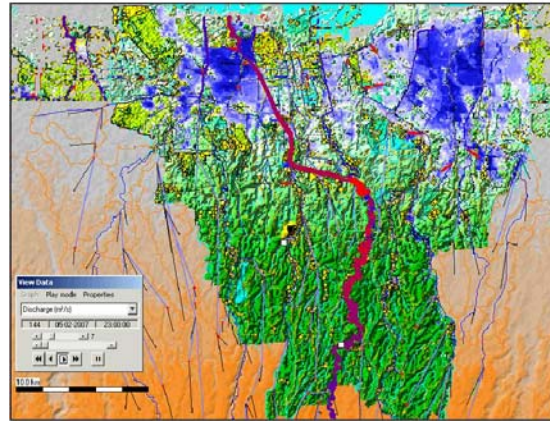 View Data
Graph Play mode Properties
Discharge (m³/s)
144 05-02-2007 23:00:00
7
10.0 km